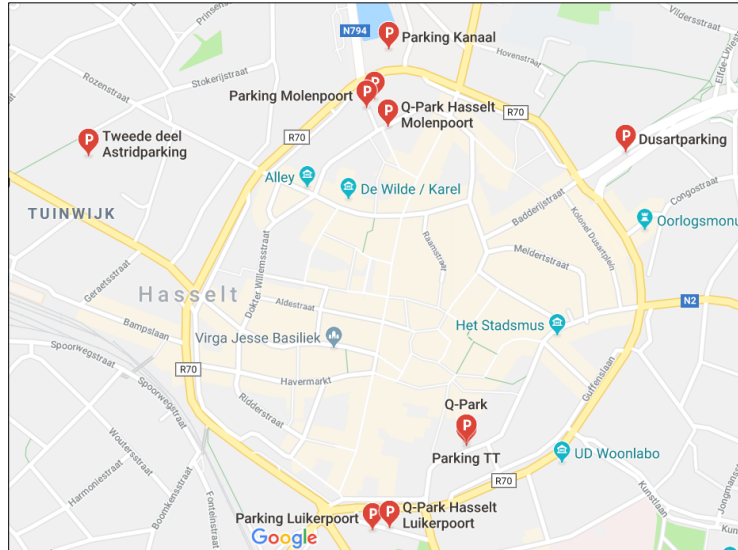 N794
Parking Kanaal
Prinsen
Vildersstraat
Elfde-Liniest
Hovenstraat
Stokerijstraat
Rozenstraat
Parking Molenpoort
Q-Park Hasselt
Molenpoort
R70
R70
Tweede deel
Astridparking
Dusartparking
Alley
De Wilde / Karel
Congostraat
Badderijstraat
Kolonel Dusartplein
Oorlogsmonu
TUINWIJK
Raamstraat
Meldertstraat
Geraetsstraat
Dokter Willemsstraat
Hasselt
Aldestraat
N2
Bampslaan
Het Stadsmus
Virga Jesse Basiliek
Spoorwegstraat
R70
Havermarkt
Guffenslaan
Spoorwegstraat
Ridderstraat
Q-Park
Parking TT
UD Woonlabo
Woutersstraat
Harmoniestraat
R70
Boomkensstraat
Fonteinstraat
Parking Luikerpoort
Q-Park Hasselt
Luikerpoort
Kunstlaan
Jongmanss
Google